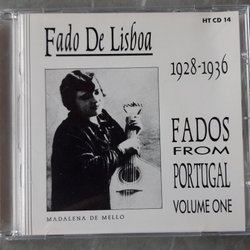 HT CD 14
Fado De Lisboa
1928-1936
FADOS
FROM
PORTUGAL
VOLUME ONE
MADALENA DE MELLO